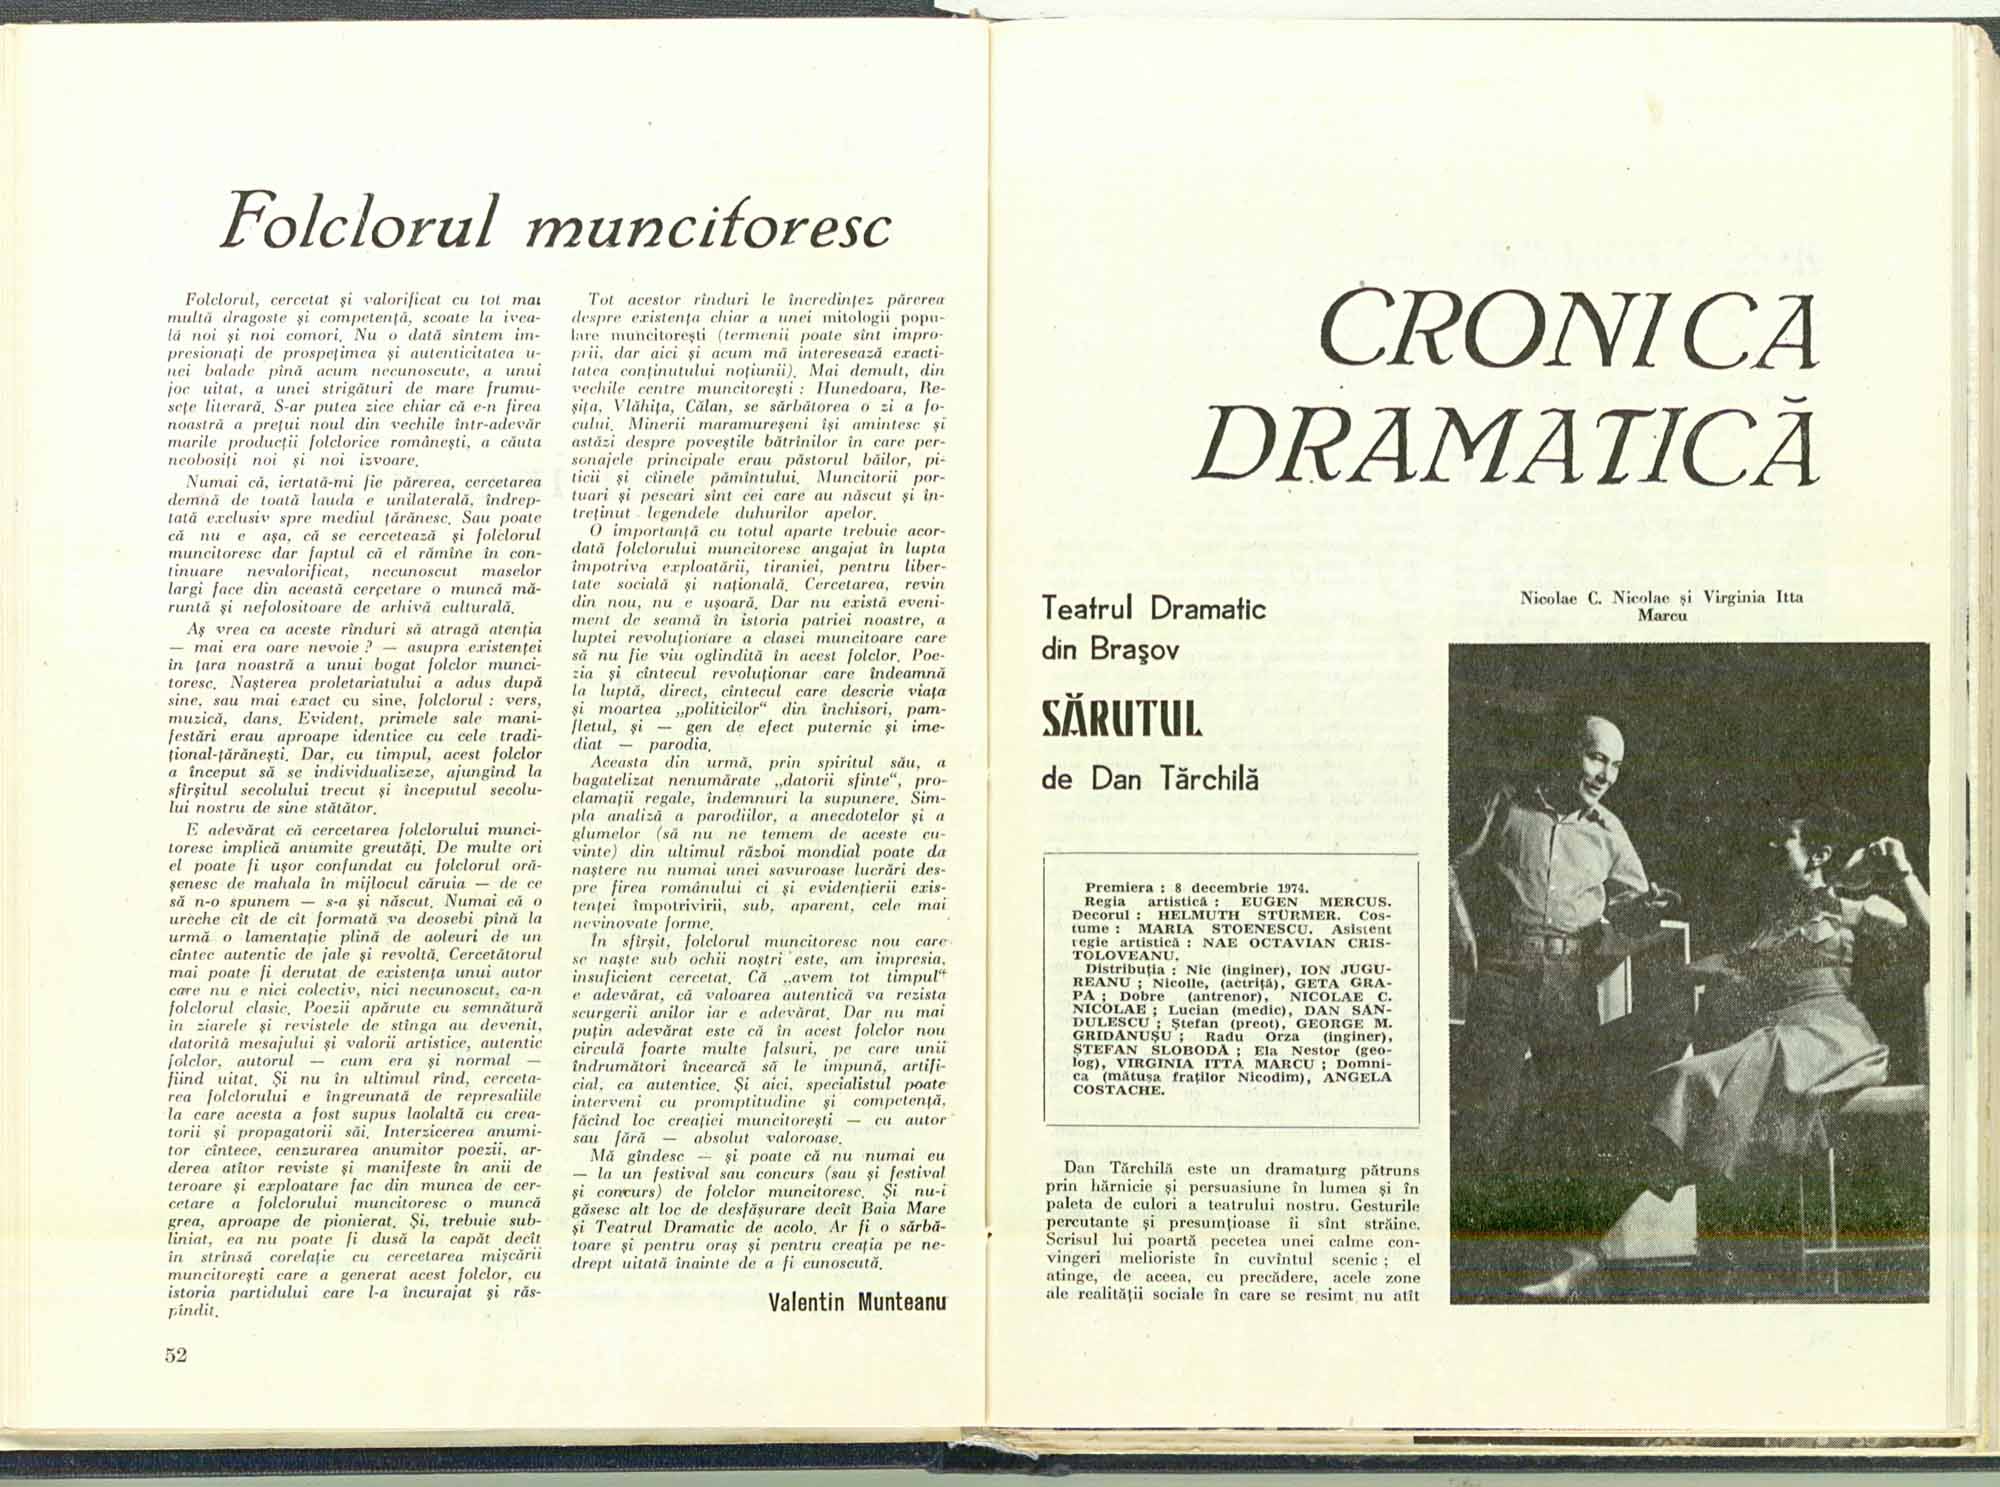 Folclorul muncitoresc
Folclorul, cercetat și valorificat cu tot mai
multă dragoste și competență, scoate la ivea-
lă noi și noi comori. Nu o dată sîntem im-
presionați de prospețimea și autenticitatea u-
nei balade pînă acum necunoscute, a unui
joc uitat, a unei strigături de mare frumu-
sețe literară. S-ar putea zice chiar că e-n firea
noastră a prețui noul din vechile într-adevăr
marile producții folclorice românești, a căuta
neobosiți noi și noi izvoare.
Numai că, iertată-mi fie părerea, cercetarea
demnă de toată lauda e unilaterală, îndrep-
tată exclusiv spre mediul țărănesc. Sau poate
că nu e așa, că se cercetează și folclorul
muncitoresc dar faptul că el rămîne în con-
tinuare nevalorificat, necunoscut maselor
largi face din această cercetare o muncă mă-
runtă și nefolositoare de arhivă culturală.
Aș vrea ca aceste rînduri să atragă atenția
— mai era oare nevoie ? — asupra existenței
în țara noastră a unui bogat folclor munci-
toresc. Nașterea proletariatului a adus după
sine, sau mai exact cu sine, folclorul : vers,
muzică, dans. Evident, primele sale mani-
festări erau aproape identice cu cele tradi-
țional-țărănești. Dar, cu timpul, acest folclor
a început să se individualizeze, ajungînd la
sfîrșitul secolului trecut și începutul secolu-
lui nostru de sine stătător.
E adevărat că cercetarea folclorului munci-
toresc implică anumite greutăți. De multe ori
el poate fi ușor confundat cu folclorul oră-
șenesc de mahala în mijlocul căruia — de ce
să n-o spunem — s-a și născut. Numai că o
ureche cît de cît formată va deosebi pînă la
urmă o lamentație plină de aoleuri de un
cîntec autentic de jale și revoltă. Cercetătorul
mai poate fi derutat de existența unui autor
care nu e nici colectiv, nici necunoscut, ca-n
folclorul clasic. Poezii apărute cu semnătură
în ziarele și revistele de stînga au devenit,
datorită mesajului și valorii artistice, autentic
folclor, autorul — cum era și normal —
fiind uitat. Și nu în ultimul rînd, cerceta-
rea folclorului e îngreunată de represaliile
la care acesta a fost supus laolaltă cu crea-
torii și propagatorii săi. Interzicerea anumi-
tor cîntece, cenzurarea anumitor poezii, ar-
derea atîtor reviste și manifeste în anii de
teroare și exploatare fac din munca de cer-
cetare a folclorului muncitoresc o muncă
grea, aproape de pionierat. Și, trebuie sub-
liniat, ea nu poate fi dusă la capăt decît
în strînsă corelație cu cercetarea mișcării
muncitorești care a generat acest folclor, cu
istoria partidului care l-a încurajat și răs-
pîndit.
Tot acestor rînduri le încredințez părerea
despre existența chiar a unei mitologii popu-
lare muncitorești (termenii poate sînt impro-
prii, dar aici și acum mă interesează exacti-
tatea conținutului noțiunii). Mai demult, din
vechile centre muncitorești : Hunedoara, Re-
șița, Vlăhița, Călan, se sărbătorea o zi a fo-
cului. Minerii maramureșeni își amintesc și
astăzi despre poveștile bătrînilor în care per-
sonajele principale erau păstorul băilor, pi-
ticii și cîinele pămîntului. Muncitorii por-
tuari și pescari sînt cei care au născut și în-
treținut legendele duhurilor apelor.
O importanță cu totul aparte trebuie acor-
dată folclorului muncitoresc angajat în lupta
împotriva exploatării, tiraniei, pentru liber-
tate socială și națională. Cercetarea, revin
din nou, nu e ușoară. Dar nu există eveni-
ment de seamă în istoria patriei noastre, a
luptei revoluționare a clasei muncitoare care
să nu fie viu oglindită în acest folclor. Poe-
zia și cîntecul revoluționar care îndeamnă
la luptă, direct, cîntecul care descrie viața
și moartea „politicilor“ din închisori, pam-
fletul, și — gen de efect puternic și ime-
diat — parodia.
Aceasta din urmă, prin spiritul său, a
bagatelizat nenumărate „datorii sfinte“, pro-
clamații regale, îndemnuri la supunere. Sim-
pla analiză a parodiilor, a anecdotelor și a
glumelor (să nu ne temem de aceste cu-
vinte) din ultimul război mondial poate da
naștere nu numai unei savuroase lucrări des-
pre firea românului ci și evidențierii exis-
tenței împotrivirii, sub, aparent, cele mai
nevinovate forme.
În sfîrșit, folclorul muncitoresc nou care
se naște sub ochii noștri este, am impresia,
insuficient cercetat. Că „avem tot timpul“
e adevărat, că valoarea autentică va rezista
scurgerii anilor iar e adevărat. Dar nu mai
puțin adevărat este că în acest folclor nou
circulă foarte multe falsuri, pe care unii
îndrumători încearcă să le impună, artifi-
cial, ca autentice. Și aici, specialistul poate
interveni cu promptitudine și competență,
făcînd loc creației muncitorești — cu autor
sau fără — absolut valoroase.
Mă gîndesc — și poate că nu numai eu
— la un festival sau concurs (sau și festival
și concurs) de folclor muncitoresc. Și nu-i
găsesc alt loc de desfășurare decît Baia Mare
și Teatrul Dramatic de acolo. Ar fi o sărbă-
toare și pentru oraș și pentru creația pe ne-
drept uitată înainte de a fi cunoscută.
Valentin Munteanu
52
CRONICA
DRAMATICĂ
Teatrul Dramatic
din Brașov
SĂRUTUL
de Dan Tărchilă
Premiera : 8 decembrie 1974.
Regia artistică : EUGEN MERCUS.
Decorul : HELMUTH STÜRMER. Cos-
tume : MARIA STOENESCU. Asistent
regie artistică : NAE OCTAVIAN CRIS-
TOLOVEANU.
Distribuția : Nic (inginer), ION JUGU-
REANU ; Nicolle, (actriță), GETA GRA-
PĂ ; Dobre (antrenor), NICOLAE C.
NICOLAE ; Lucian (medic), DAN SĂN-
DULESCU ; Ștefan (preot), GEORGE M.
GRIDĂNUȘU ; Radu Orza (inginer),
ȘTEFAN SLOBODĂ ; Ela Nestor (geo-
log), VIRGINIA ITTA MARCU ; Domni-
ca (mătușa fraților Nicodim), ANGELA
COSTACHE.
Dan Tărchilă este un dramaturg pătruns
prin hărnicie și persuasiune în lumea și în
paleta de culori a teatrului nostru. Gesturile
percutante și presumțioase îi sînt străine.
Scrisul lui poartă pecetea unei calme con-
vingeri melioriste în cuvîntul scenic ; el
atinge, de aceea, cu precădere, acele zone
ale realității sociale în care se resimt nu atît
Nicolae C. Nicolae și Virginia Itta
Marcu